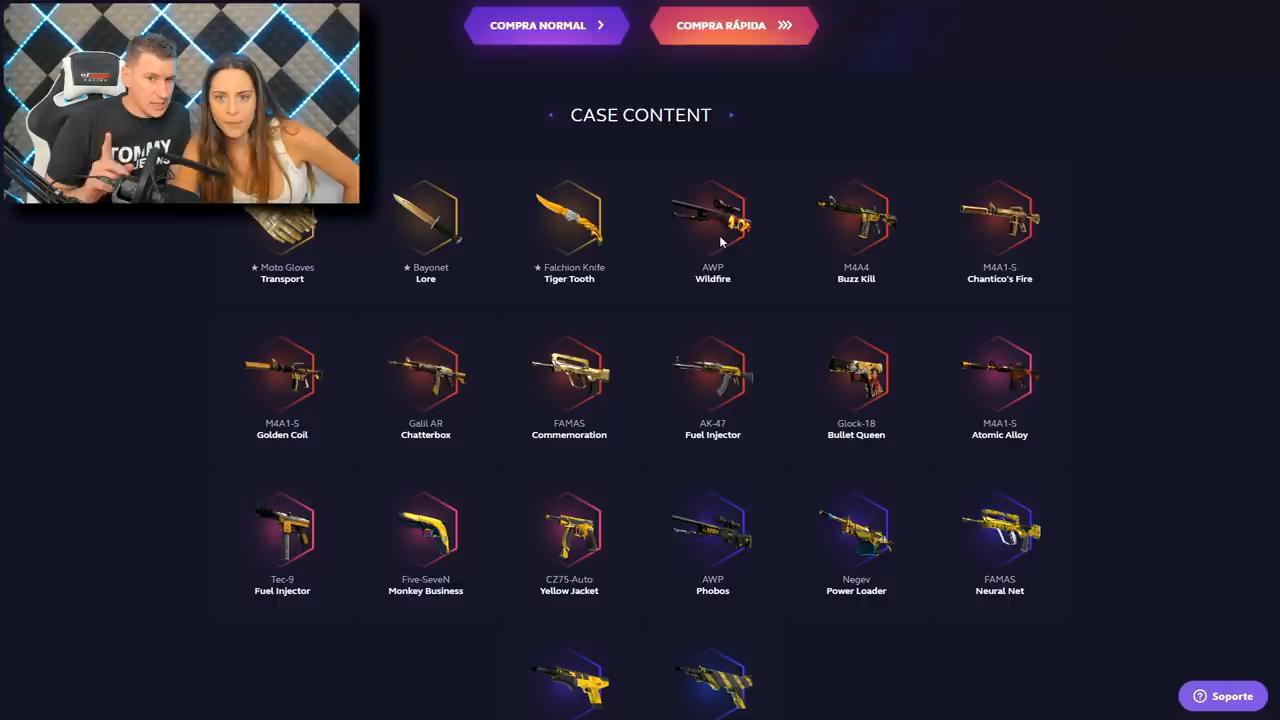 COMPRA NORMAL
COMPRA RÁPIDA
CASE CONTENT
★ Moto Gloves
Transport
★ Bayonet
Lore
★ Falchion Knife
Tiger Tooth
AWP
Wildfire
M4A4
Buzz Kill
M4A1-S
Chantico's Fire
M4A1-S
Golden Coil
Galil AR
Chatterbox
FAMAS
Commemoration
AK-47
Fuel Injector
Glock-18
Bullet Queen
M4A1-S
Atomic Alloy
Tec-9
Fuel Injector
Five-SeveN
Monkey Business
CZ75-Auto
Yellow Jacket
AWP
Phobos
Negev
Power Loader
FAMAS
Neural Net
Soporte
TOMMY